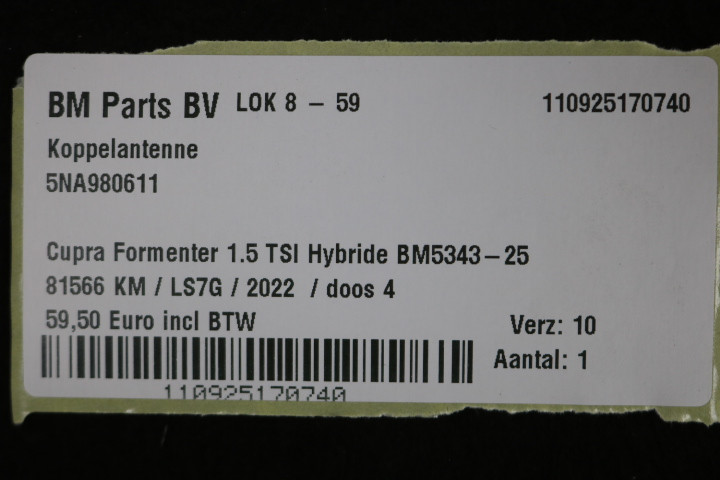 BM Parts BV LOK 8 – 59 110925170740
Koppelantenne
5NA980611
Cupra Formenter 1.5 TSI Hybride BM5343–25
81566 KM / LS7G / 2022 / doos 4
59,50 Euro incl BTW Verz: 10
Aantal: 1
110925170740